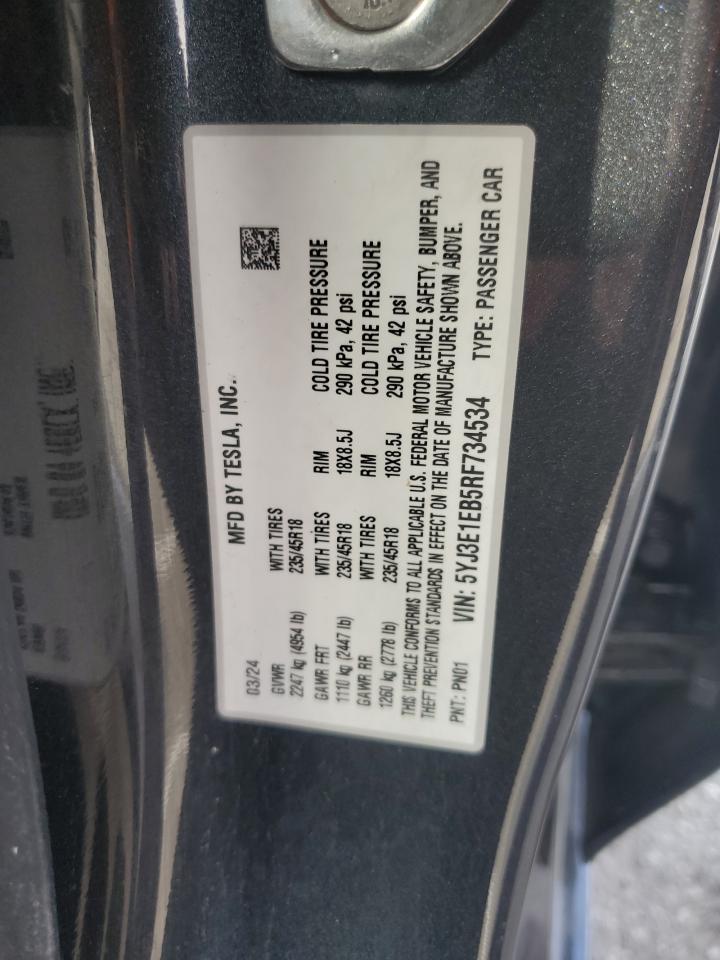 MFD BY TESLA, INC.
03/24
GVWR WITH TIRES
2247 kg (4954 lb) 235/45R18
GAWR FRT WITH TIRES RIM COLD TIRE PRESSURE
1110 kg (2447 lb) 235/45R18 18X8.5J 290 kPa, 42 psi
GAWR RR WITH TIRES RIM COLD TIRE PRESSURE
1260 kg (2778 lb) 235/45R18 18X8.5J 290 kPa, 42 psi
THIS VEHICLE CONFORMS TO ALL APPLICABLE U.S. FEDERAL MOTOR VEHICLE SAFETY, BUMPER, AND
THEFT PREVENTION STANDARDS IN EFFECT ON THE DATE OF MANUFACTURE SHOWN ABOVE.
PNT: PN01 VIN: 5YJ3E1EB5RF734534 TYPE: PASSENGER CAR